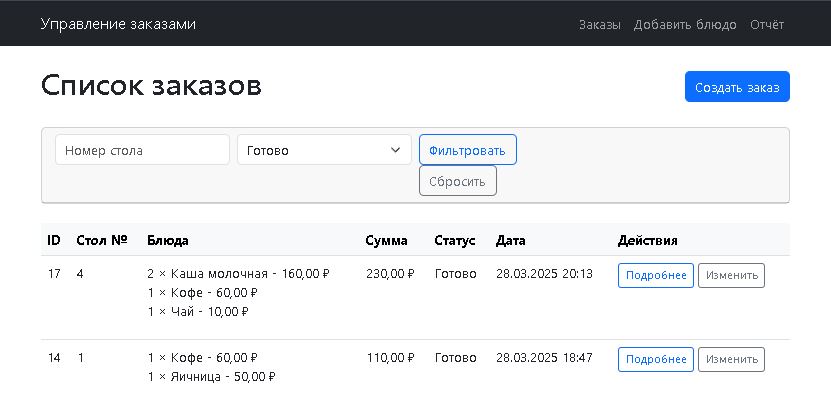 Управление заказами Заказы Добавить блюдо Отчёт
Список заказов Создать заказ
Номер стола Готово Фильтровать
Сбросить
ID Стол № Блюда Сумма Статус Дата Действия
17 4 2 × Каша молочная - 160,00 ₽ 230,00 ₽ Готово 28.03.2025 20:13 Подробнее Изменить
1 × Кофе - 60,00 ₽
1 × Чай - 10,00 ₽
14 1 1 × Кофе - 60,00 ₽ 110,00 ₽ Готово 28.03.2025 18:47 Подробнее Изменить
1 × Яичница - 50,00 ₽